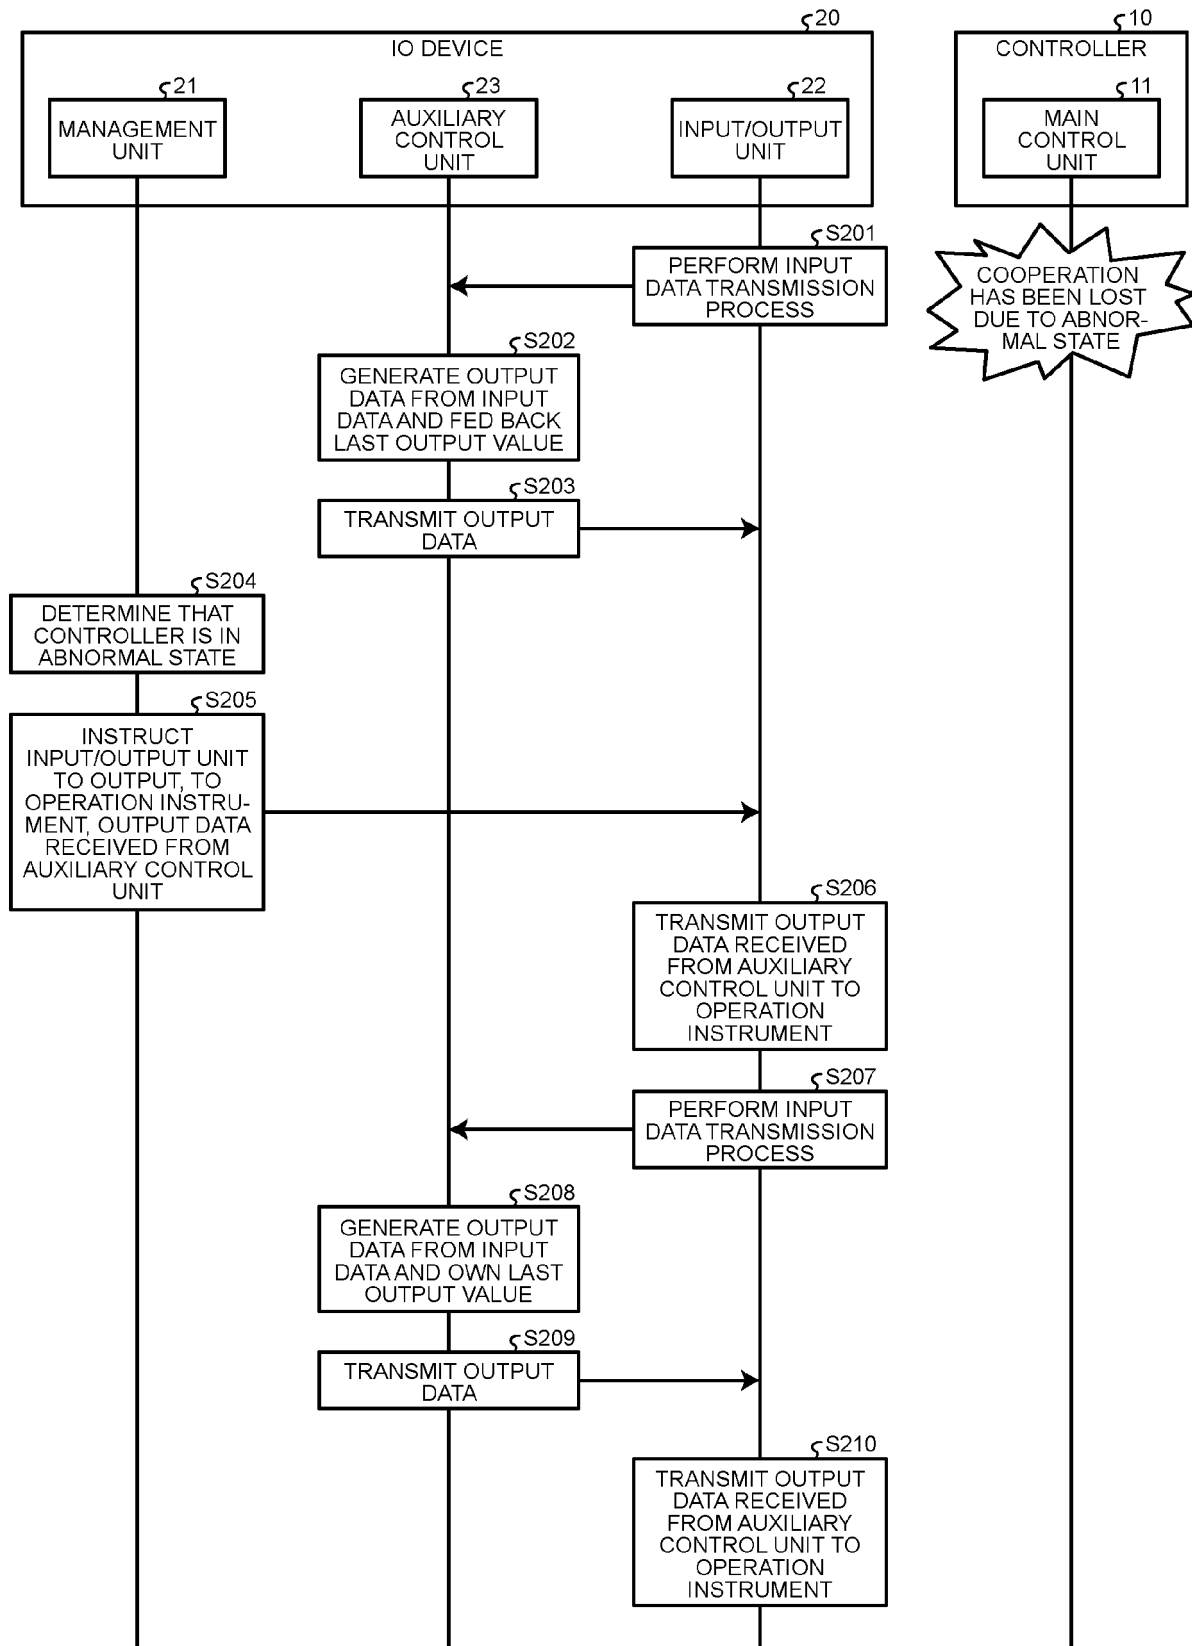 20
IO DEVICE
10
CONTROLLER
21
MANAGEMENT
UNIT
23
AUXILIARY
CONTROL
UNIT
22
INPUT/OUTPUT
UNIT
11
MAIN
CONTROL
UNIT
S201
PERFORM INPUT
DATA TRANSMISSION
PROCESS
COOPERATION
HAS BEEN LOST
DUE TO ABNOR-
MAL STATE
S202
GENERATE OUTPUT
DATA FROM INPUT
DATA AND FED BACK
LAST OUTPUT VALUE
S203
TRANSMIT OUTPUT
DATA
S204
DETERMINE THAT
CONTROLLER IS IN
ABNORMAL STATE
S205
INSTRUCT
INPUT/OUTPUT UNIT
TO OUTPUT, TO
OPERATION INSTRU-
MENT, OUTPUT DATA
RECEIVED FROM
AUXILIARY CONTROL
UNIT
S206
TRANSMIT OUTPUT
DATA RECEIVED
FROM AUXILIARY
CONTROL UNIT TO
OPERATION
INSTRUMENT
S207
PERFORM INPUT
DATA TRANSMISSION
PROCESS
S208
GENERATE OUTPUT
DATA FROM INPUT
DATA AND OWN LAST
OUTPUT VALUE
S209
TRANSMIT OUTPUT
DATA
S210
TRANSMIT OUTPUT
DATA RECEIVED
FROM AUXILIARY
CONTROL UNIT TO
OPERATION
INSTRUMENT